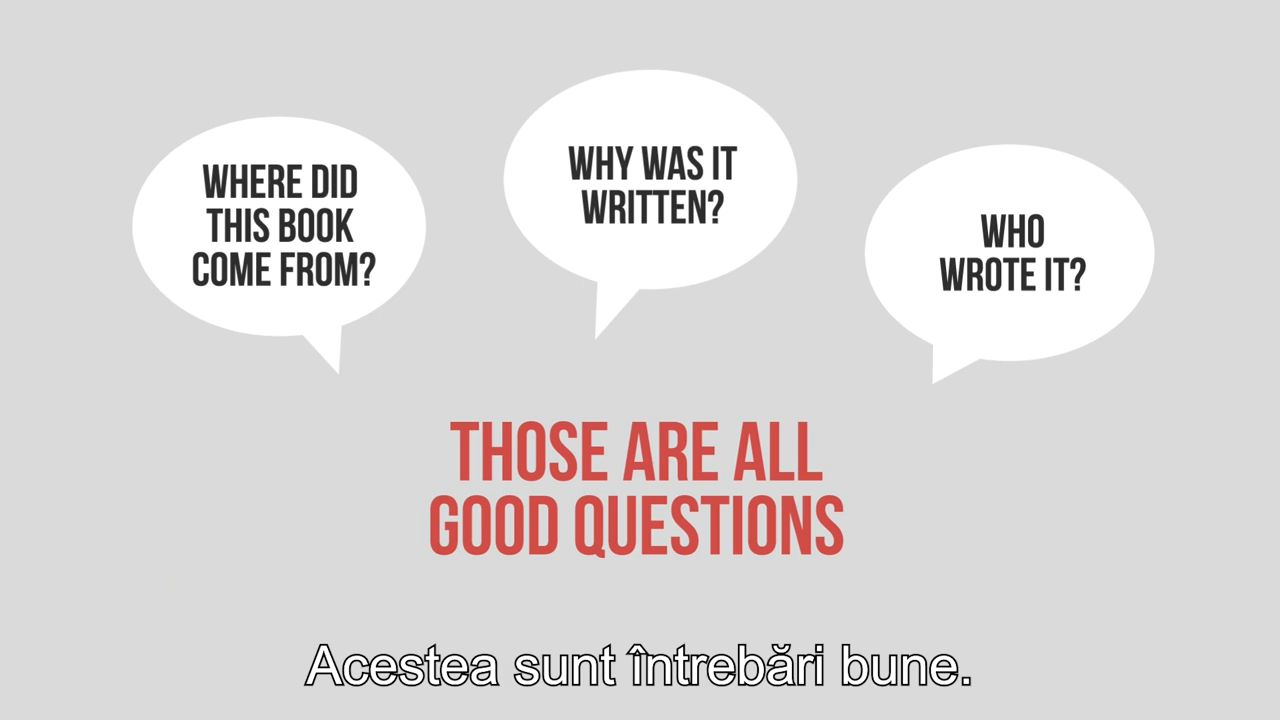 WHERE DID
THIS BOOK
COME FROM?
WHY WAS IT
WRITTEN?
WHO
WROTE IT?
THOSE ARE ALL
GOOD QUESTIONS
Acestea sunt întrebări bune.